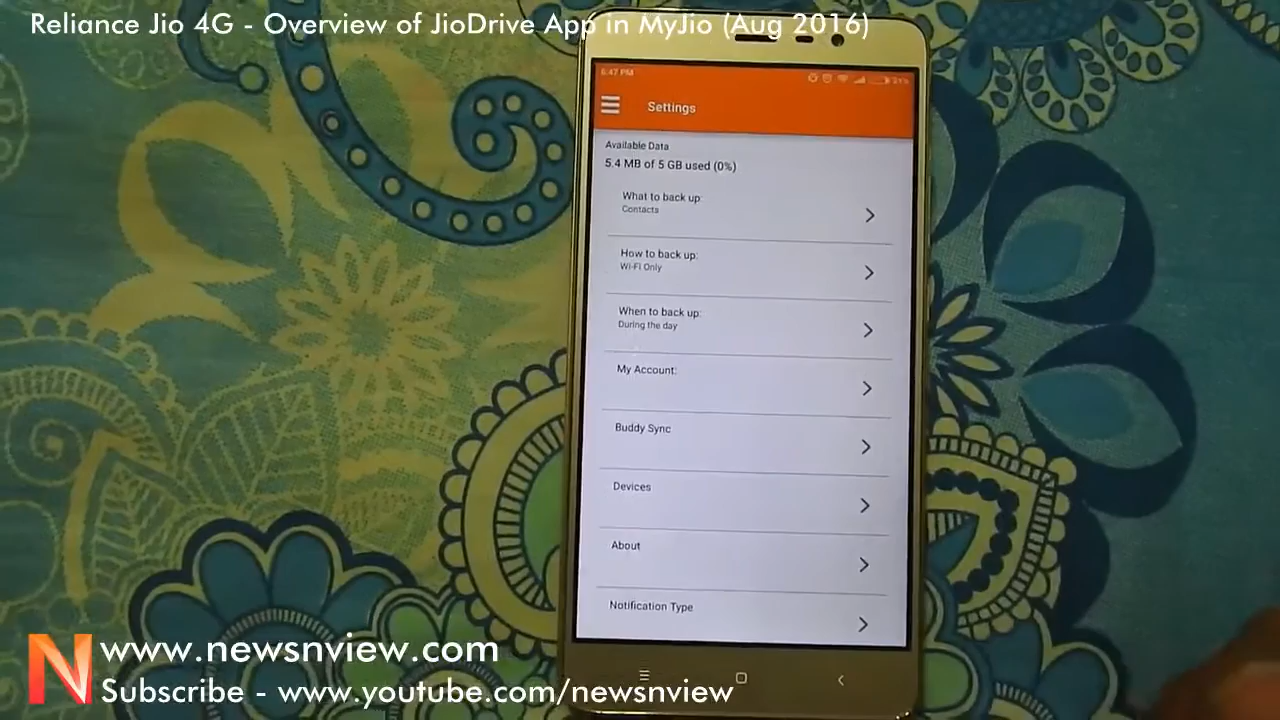 Reliance Jio 4G - Overview of JioDrive App in MyJio (Aug 2016)
6:47 PM
Settings
Available Data
5.4 MB of 5 GB used (0%)
What to back up:
Contacts
How to back up:
Wi-Fi Only
When to back up:
During the day
My Account:
Buddy Sync
Devices
About
Notification Type
N
www.newsnview.com
Subscribe - www.youtube.com/newsnview